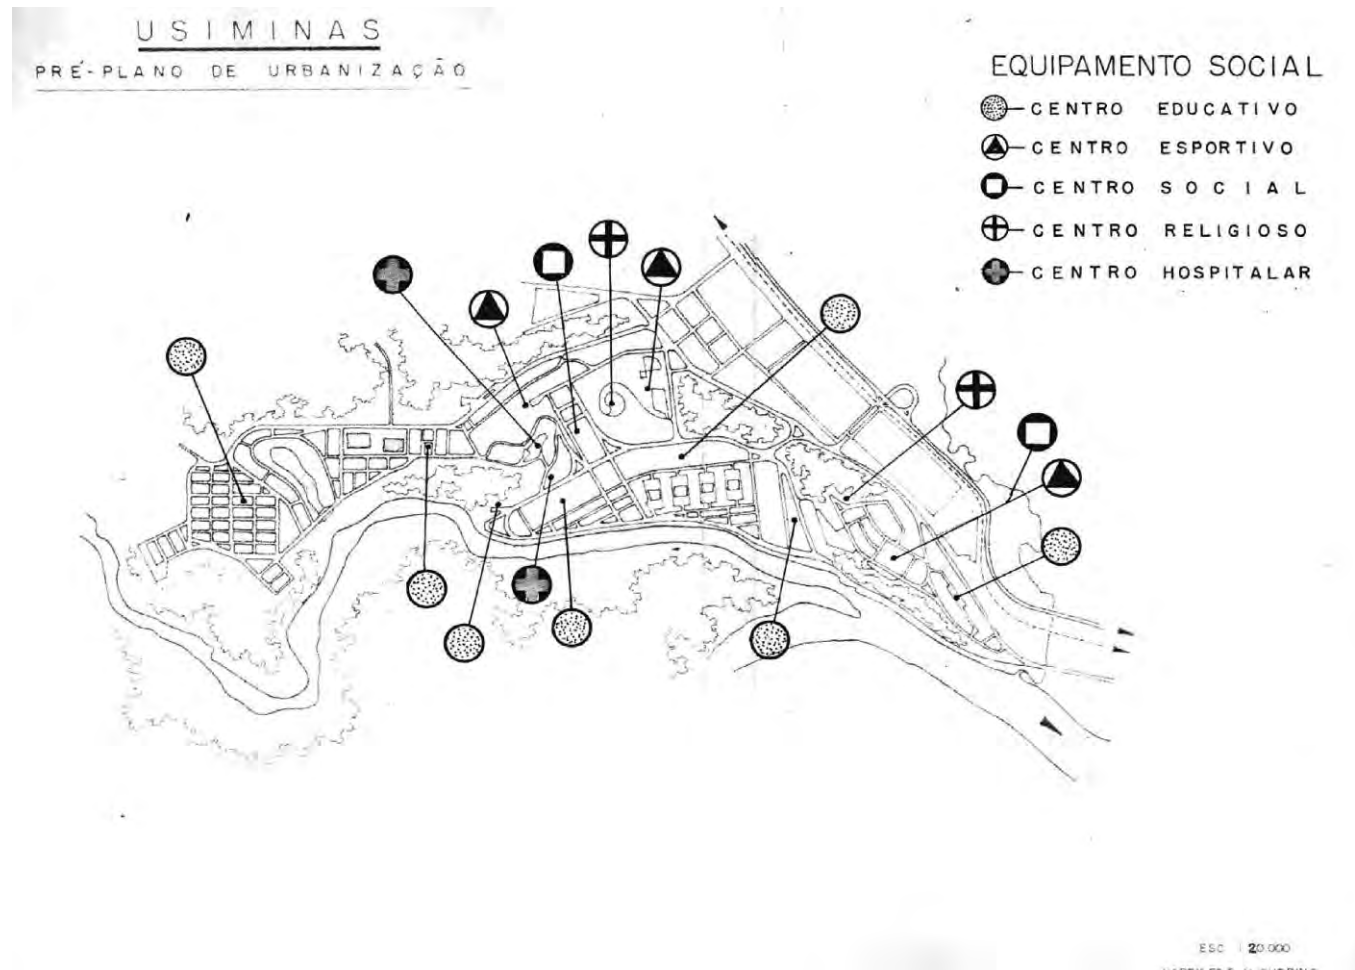 USIMINAS
PRÉ-PLANO DE URBANIZAÇÃO
EQUIPAMENTO SOCIAL
CENTRO EDUCATIVO
CENTRO ESPORTIVO
CENTRO SOCIAL
CENTRO RELIGIOSO
CENTRO HOSPITALAR
ESC 1 20.000